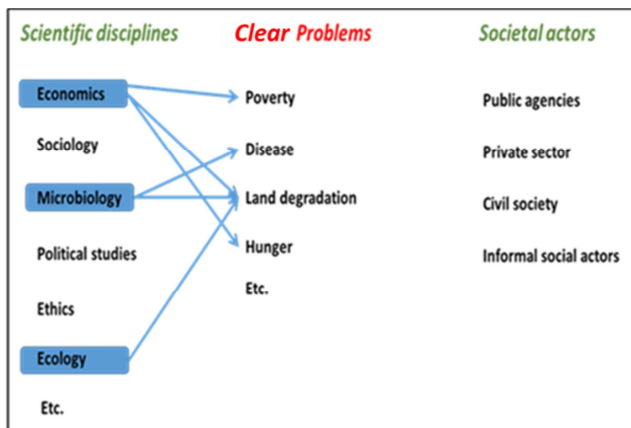 Scientific disciplines
Clear Problems
Societal actors
Economics
Sociology
Microbiology
Political studies
Ethics
Ecology
Etc.
Poverty
Disease
Land degradation
Hunger
Etc.
Public agencies
Private sector
Civil society
Informal social actors